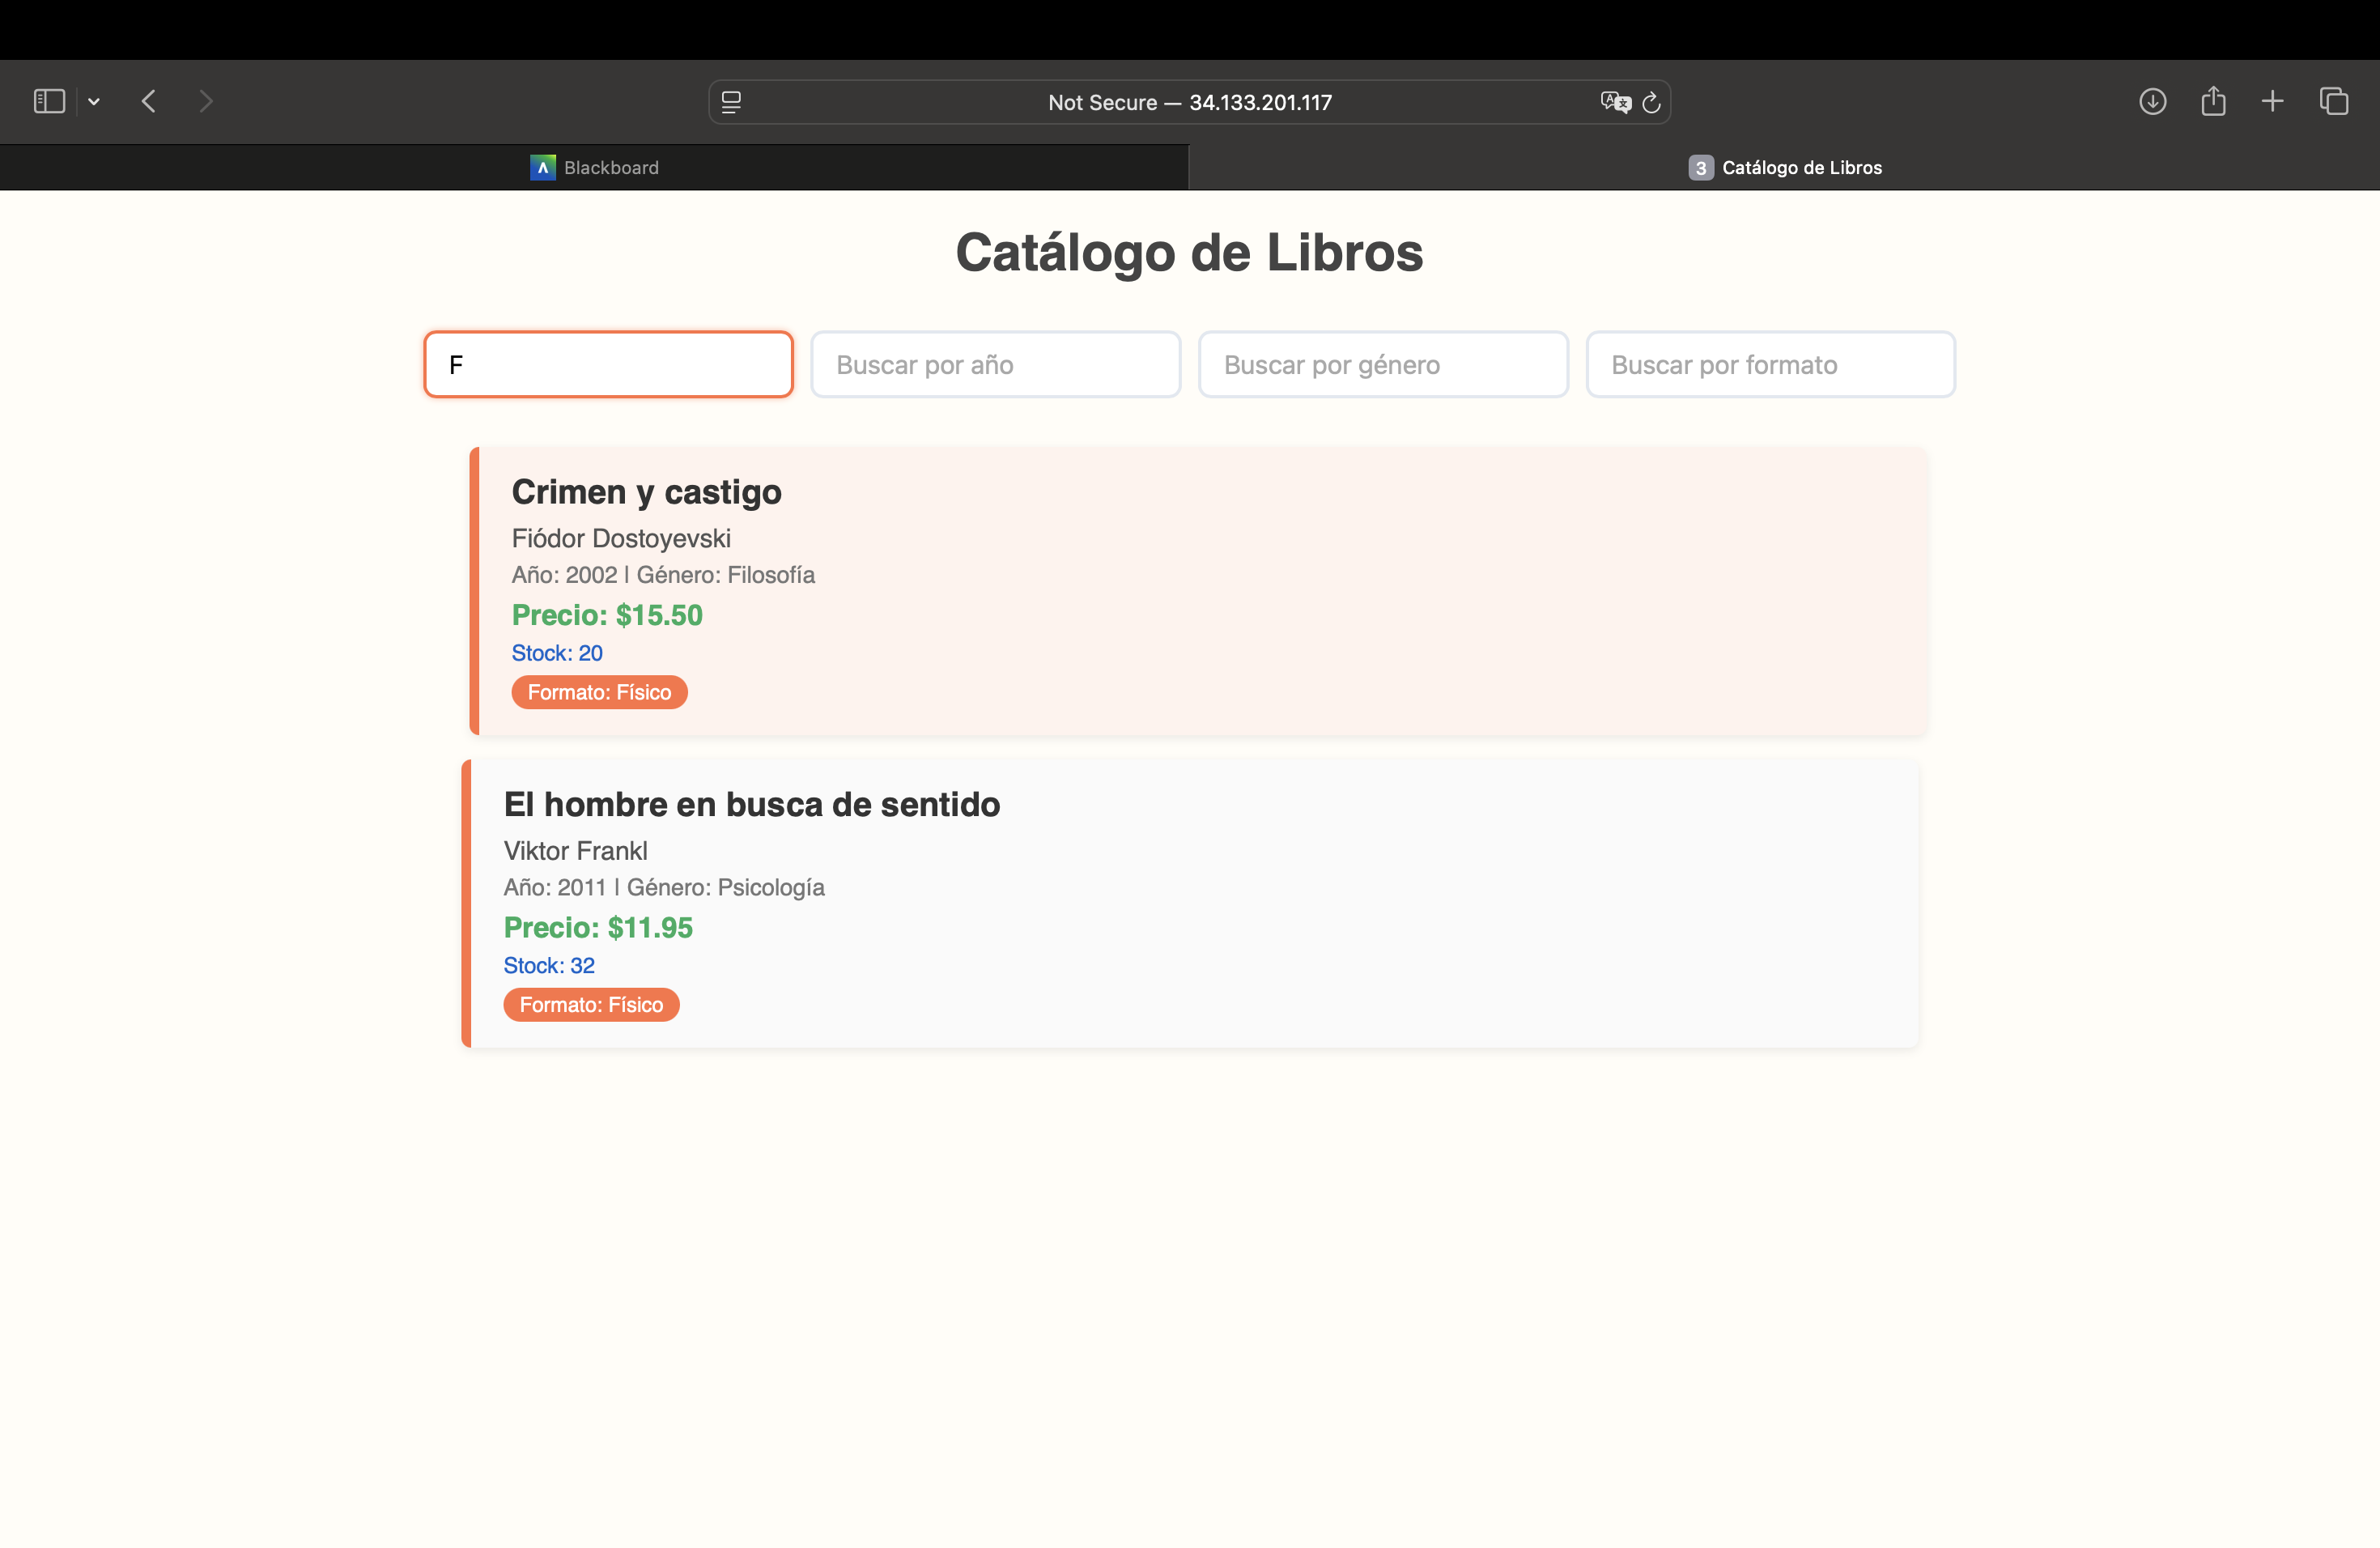 Not Secure — 34.133.201.117
Blackboard
3 Catálogo de Libros
Catálogo de Libros
F
Buscar por año
Buscar por género
Buscar por formato
Crimen y castigo
Fiódor Dostoyevski
Año: 2002 | Género: Filosofía
Precio: $15.50
Stock: 20
Formato: Físico
El hombre en busca de sentido
Viktor Frankl
Año: 2011 | Género: Psicología
Precio: $11.95
Stock: 32
Formato: Físico